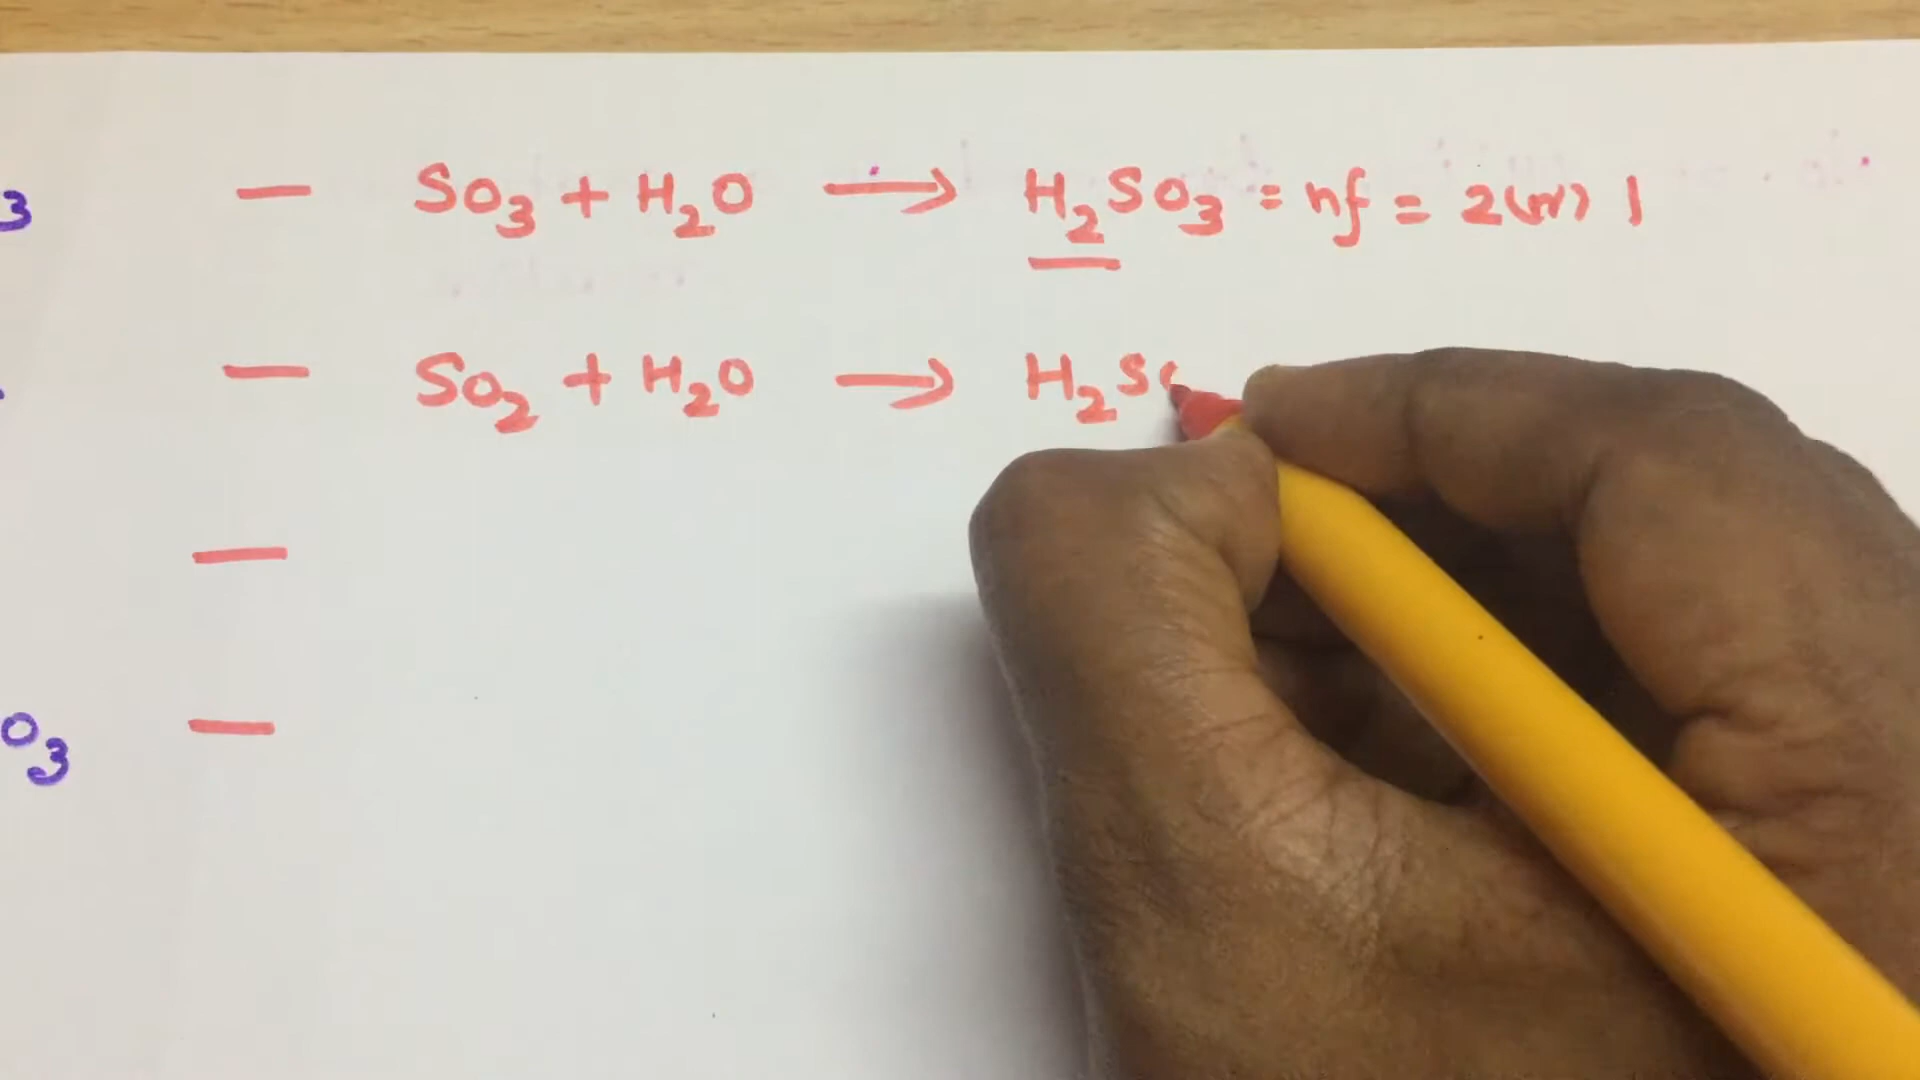 3 — SO₃ + H₂O → H₂SO₃ = nf = 2 (or) 1
— SO₂ + H₂O → H₂S
—
O₃ —